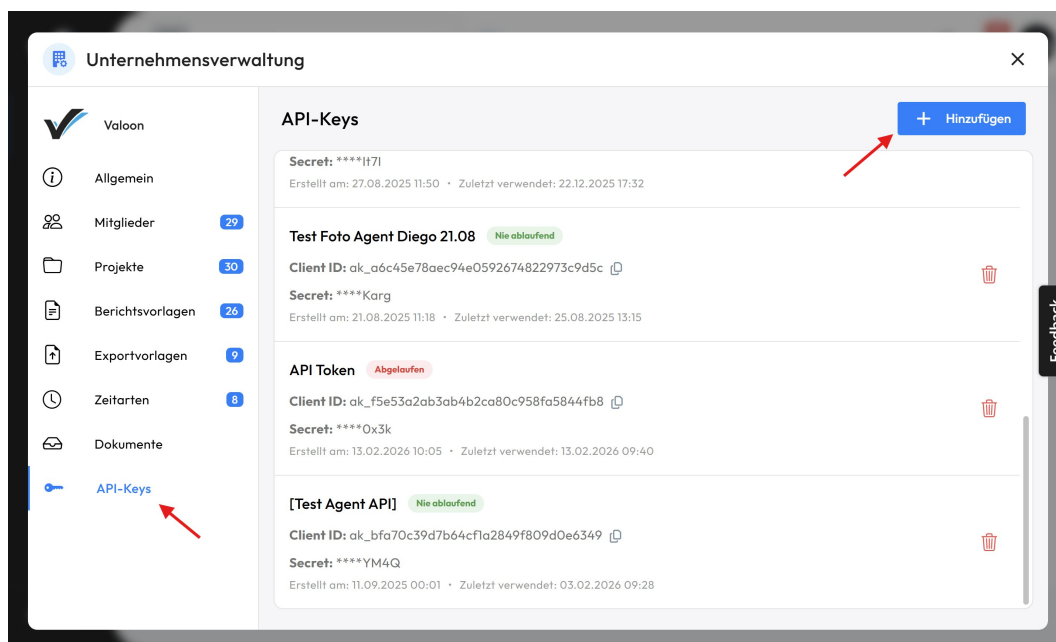 Unternehmensverwaltung
Valoon
Allgemein
Mitglieder 29
Projekte 30
Berichtsvorlagen 26
Exportvorlagen 9
Zeitarten 8
Dokumente
API-Keys
API-Keys
+ Hinzufügen
Secret: ****It7I
Erstellt am: 27.08.2025 11:50 • Zuletzt verwendet: 22.12.2025 17:32
Test Foto Agent Diego 21.08 Nie ablaufend
Client ID: ak_a6c45e78aec94e0592674822973c9d5c
Secret: ****Karg
Erstellt am: 21.08.2025 11:18 • Zuletzt verwendet: 25.08.2025 13:15
API Token Abgelaufen
Client ID: ak_f5e53a2ab3ab4b2ca80c958fa5844fb8
Secret: ****0x3k
Erstellt am: 13.02.2026 10:05 • Zuletzt verwendet: 13.02.2026 09:40
[Test Agent API] Nie ablaufend
Client ID: ak_bfa70c39d7b64cf1a2849f809d0e6349
Secret: ****YM4Q
Erstellt am: 11.09.2025 00:01 • Zuletzt verwendet: 03.02.2026 09:28
Feedback